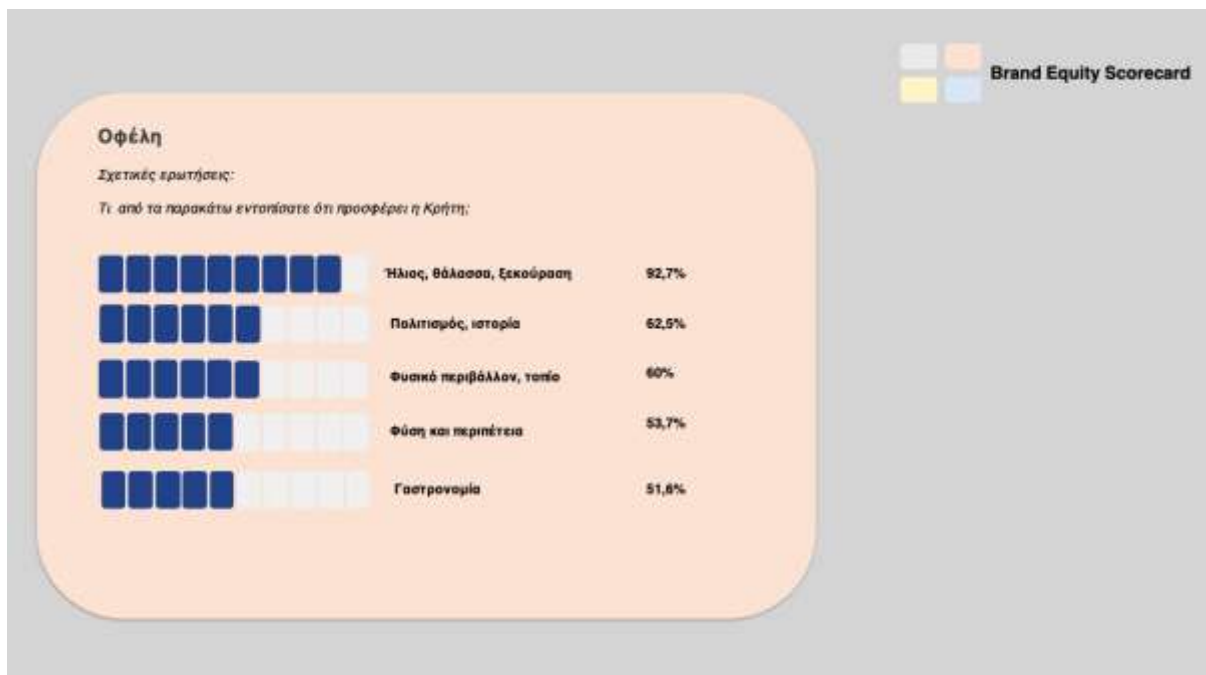 Brand Equity Scorecard
Οφέλη
Σχετικές ερωτήσεις:
Τι από τα παρακάτω εντοπίσατε ότι προσφέρει η Κρήτη;
Ήλιος, θάλασσα, ξεκούραση 92,7%
Πολιτισμός, ιστορία 62,5%
Φυσικό περιβάλλον, τοπίο 60%
Φύση και περιπέτεια 53,7%
Γαστρονομία 51,6%